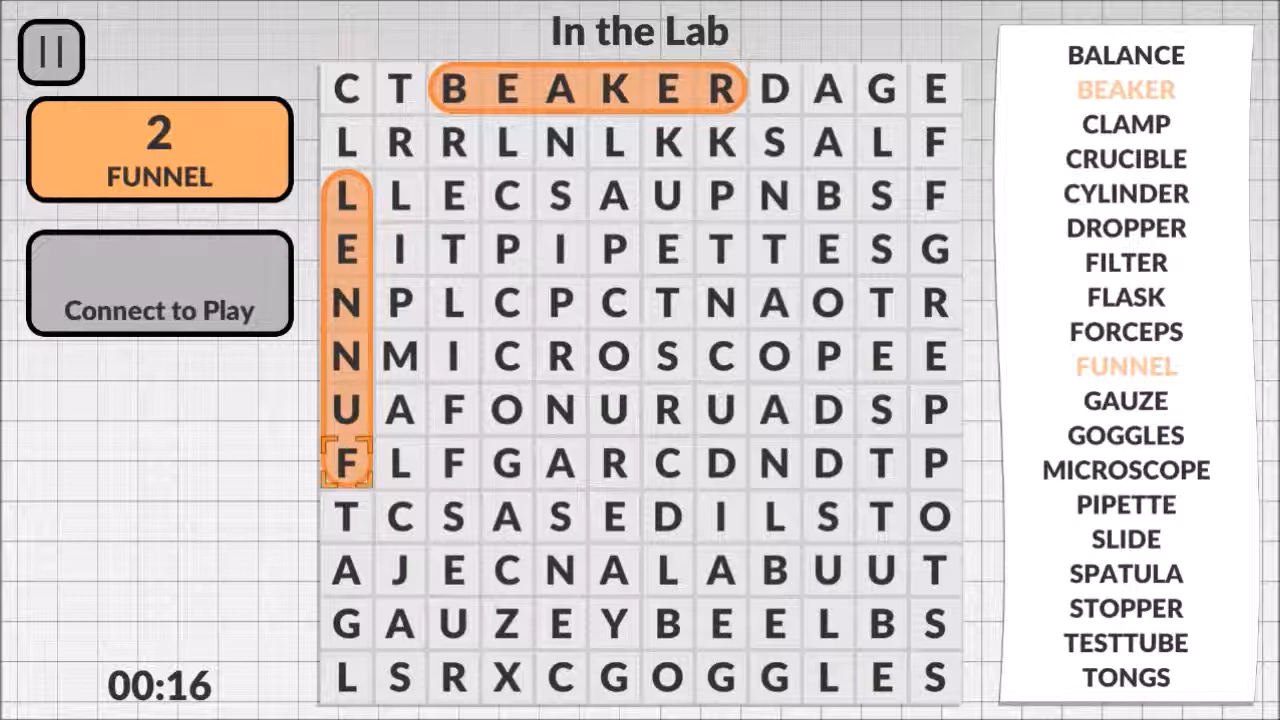 In the Lab
2
FUNNEL
Connect to Play
00:16
C T B E A K E R D A G E
L R R L N L K K S A L F
L L E C S A U P N B S F
E I T P I P E T T E S G
N P L C P C T N A O T R
N M I C R O S C O P E E
U A F O N U R U A D S P
F L F G A R C D N D T P
T C S A S E D I L S T O
A J E C N A L A B U U T
G A U Z E Y B E E L B S
L S R X C G O G G L E S
BALANCE
BEAKER
CLAMP
CRUCIBLE
CYLINDER
DROPPER
FILTER
FLASK
FORCEPS
FUNNEL
GAUZE
GOGGLES
MICROSCOPE
PIPETTE
SLIDE
SPATULA
STOPPER
TESTTUBE
TONGS